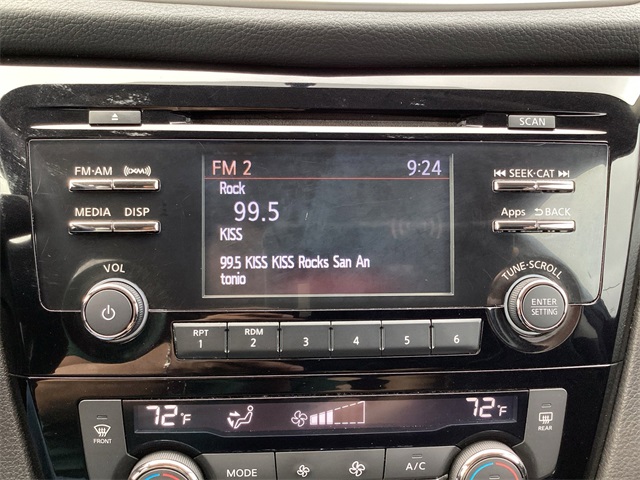 SCAN
FM·AM (XM)
SEEK·CAT
MEDIA DISP
Apps BACK
FM 2 9:24
Rock
99.5
KISS
99.5 KISS KISS Rocks San An
tonio
VOL
TUNE·SCROLL
ENTER
SETTING
RPT RDM
1 2 3 4 5 6
72°F 72°F
FRONT
REAR
MODE
A/C